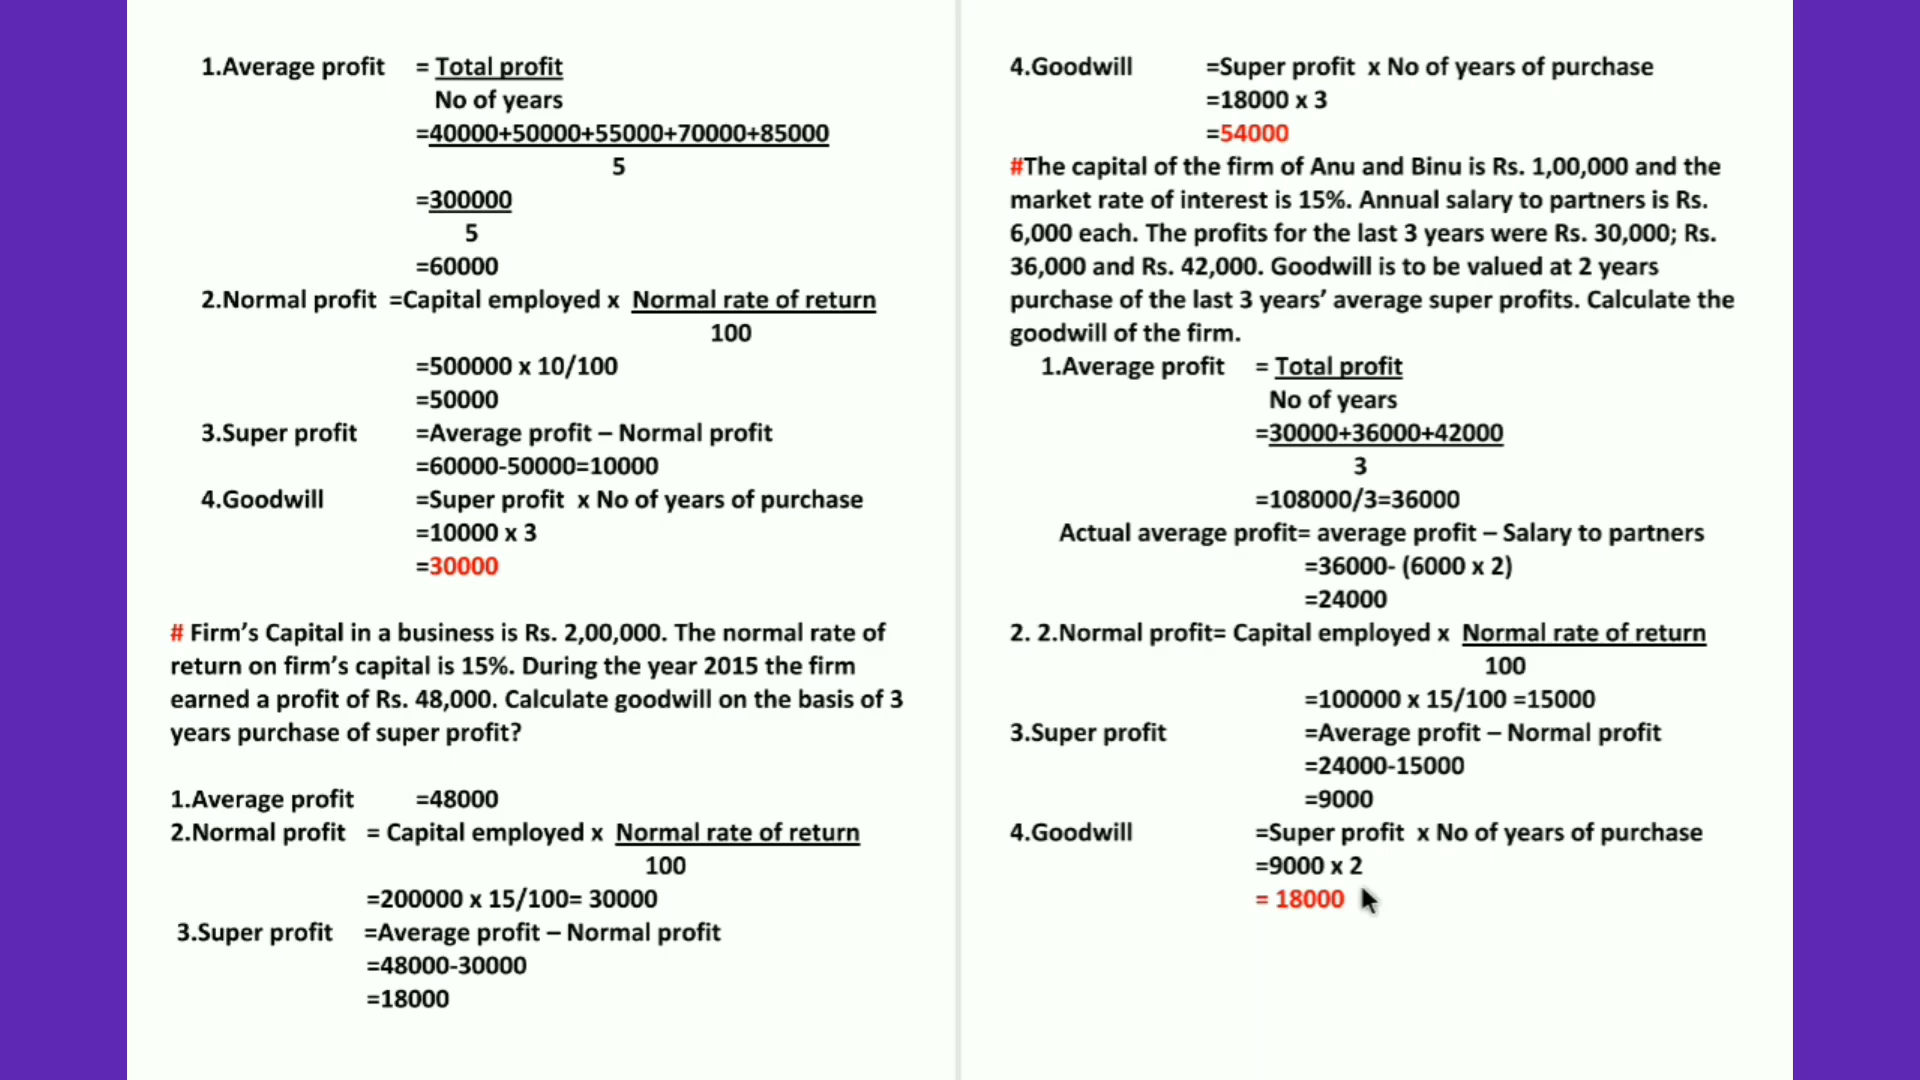 1.Average profit = Total profit
No of years
=40000+50000+55000+70000+85000
5
=300000
5
=60000
2.Normal profit =Capital employed x Normal rate of return
100
=500000 x 10/100
=50000
3.Super profit =Average profit – Normal profit
=60000-50000=10000
4.Goodwill =Super profit x No of years of purchase
=10000 x 3
=30000
# Firm’s Capital in a business is Rs. 2,00,000. The normal rate of
return on firm’s capital is 15%. During the year 2015 the firm
earned a profit of Rs. 48,000. Calculate goodwill on the basis of 3
years purchase of super profit?
1.Average profit =48000
2.Normal profit = Capital employed x Normal rate of return
100
=200000 x 15/100= 30000
3.Super profit =Average profit – Normal profit
=48000-30000
=18000
4.Goodwill =Super profit x No of years of purchase
=18000 x 3
=54000
#The capital of the firm of Anu and Binu is Rs. 1,00,000 and the
market rate of interest is 15%. Annual salary to partners is Rs.
6,000 each. The profits for the last 3 years were Rs. 30,000; Rs.
36,000 and Rs. 42,000. Goodwill is to be valued at 2 years
purchase of the last 3 years’ average super profits. Calculate the
goodwill of the firm.
1.Average profit = Total profit
No of years
=30000+36000+42000
3
=108000/3=36000
Actual average profit= average profit – Salary to partners
=36000- (6000 x 2)
=24000
2. 2.Normal profit= Capital employed x Normal rate of return
100
=100000 x 15/100 =15000
3.Super profit =Average profit – Normal profit
=24000-15000
=9000
4.Goodwill =Super profit x No of years of purchase
=9000 x 2
= 18000